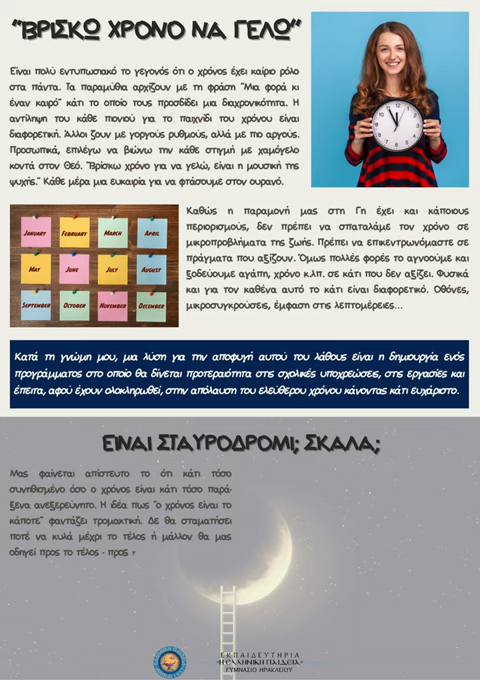 "ΒΡΙΣΚΩ ΧΡΟΝΟ ΝΑ ΓΕΛΩ"
Είναι πολύ εντυπωσιακό το γεγονός ότι ο χρόνος έχει καίριο ρόλο
στα πάντα. Τα παραμύθια αρχίζουν με τη φράση "Μια φορά κι
έναν καιρό" κάτι το οποίο τους προσδίδει μια διαχρονικότητα. Η
αντίληψη του κάθε πιονιού για το παιχνίδι του χρόνου είναι
διαφορετική. Άλλοι ζουν με γοργούς ρυθμούς, αλλά με πιο αργούς.
Προσωπικά, επιλέγω να βιώνω την κάθε στιγμή με χαμόγελο
κοντά στον Θεό. "Βρίσκω χρόνο για να γελώ, είναι η μουσική της
ψυχής." Κάθε μέρα μια ευκαιρία για να φτάσουμε στον ουρανό.
JANUARY FEBRUARY MARCH APRIL
MAY JUNE JULY AUGUST
SEPTEMBER OCTOBER NOVEMBER DECEMBER
Καθώς η παραμονή μας στη Γη έχει και κάποιους
περιορισμούς, δεν πρέπει να σπαταλάμε τον χρόνο σε
μικροπροβλήματα της ζωής. Πρέπει να επικεντρωνόμαστε σε
πράγματα που αξίζουν. Όμως πολλές φορές το αγνοούμε και
ξοδεύουμε αγάπη, χρόνο κ.λπ. σε κάτι που δεν αξίζει. Φυσικά
και για τον καθένα αυτό το κάτι είναι διαφορετικό. Οθόνες,
μικροσυγκρούσεις, έμφαση στις λεπτομέρειες...
Κατά τη γνώμη μου, μια λύση για την αποφυγή αυτού του λάθους είναι η δημιουργία ενός
προγράμματος στο οποίο θα δίνεται προτεραιότητα στις σχολικές υποχρεώσεις, στις εργασίες και
έπειτα, αφού έχουν ολοκληρωθεί, στην απόλαυση του ελεύθερου χρόνου κάνοντας κάτι ευχάριστο.
ΕΙΝΑΙ ΣΤΑΥΡΟΔΡΟΜΙ; ΣΚΑΛΑ;
Μας φαίνεται απίστευτο το ότι κάτι τόσο
συνηθισμένο όσο ο χρόνος είναι κάτι τόσο παρά-
ξενα ανεξερεύνητο. Η ιδέα πως "ο χρόνος είναι το
κάποτε" φαντάζει τρομακτική. Δε θα σταματήσει
ποτέ να κυλά μέχρι το τέλος ή μάλλον θα μας
οδηγεί προς το τέλος - προς τ
ΕΚΠΑΙΔΕΥΤΗΡΙΑ
«Η ΕΛΛΗΝΙΚΗ ΠΑΙΔΕΙΑ»
ΓΥΜΝΑΣΙΟ ΗΡΑΚΛΕΙΟΥ